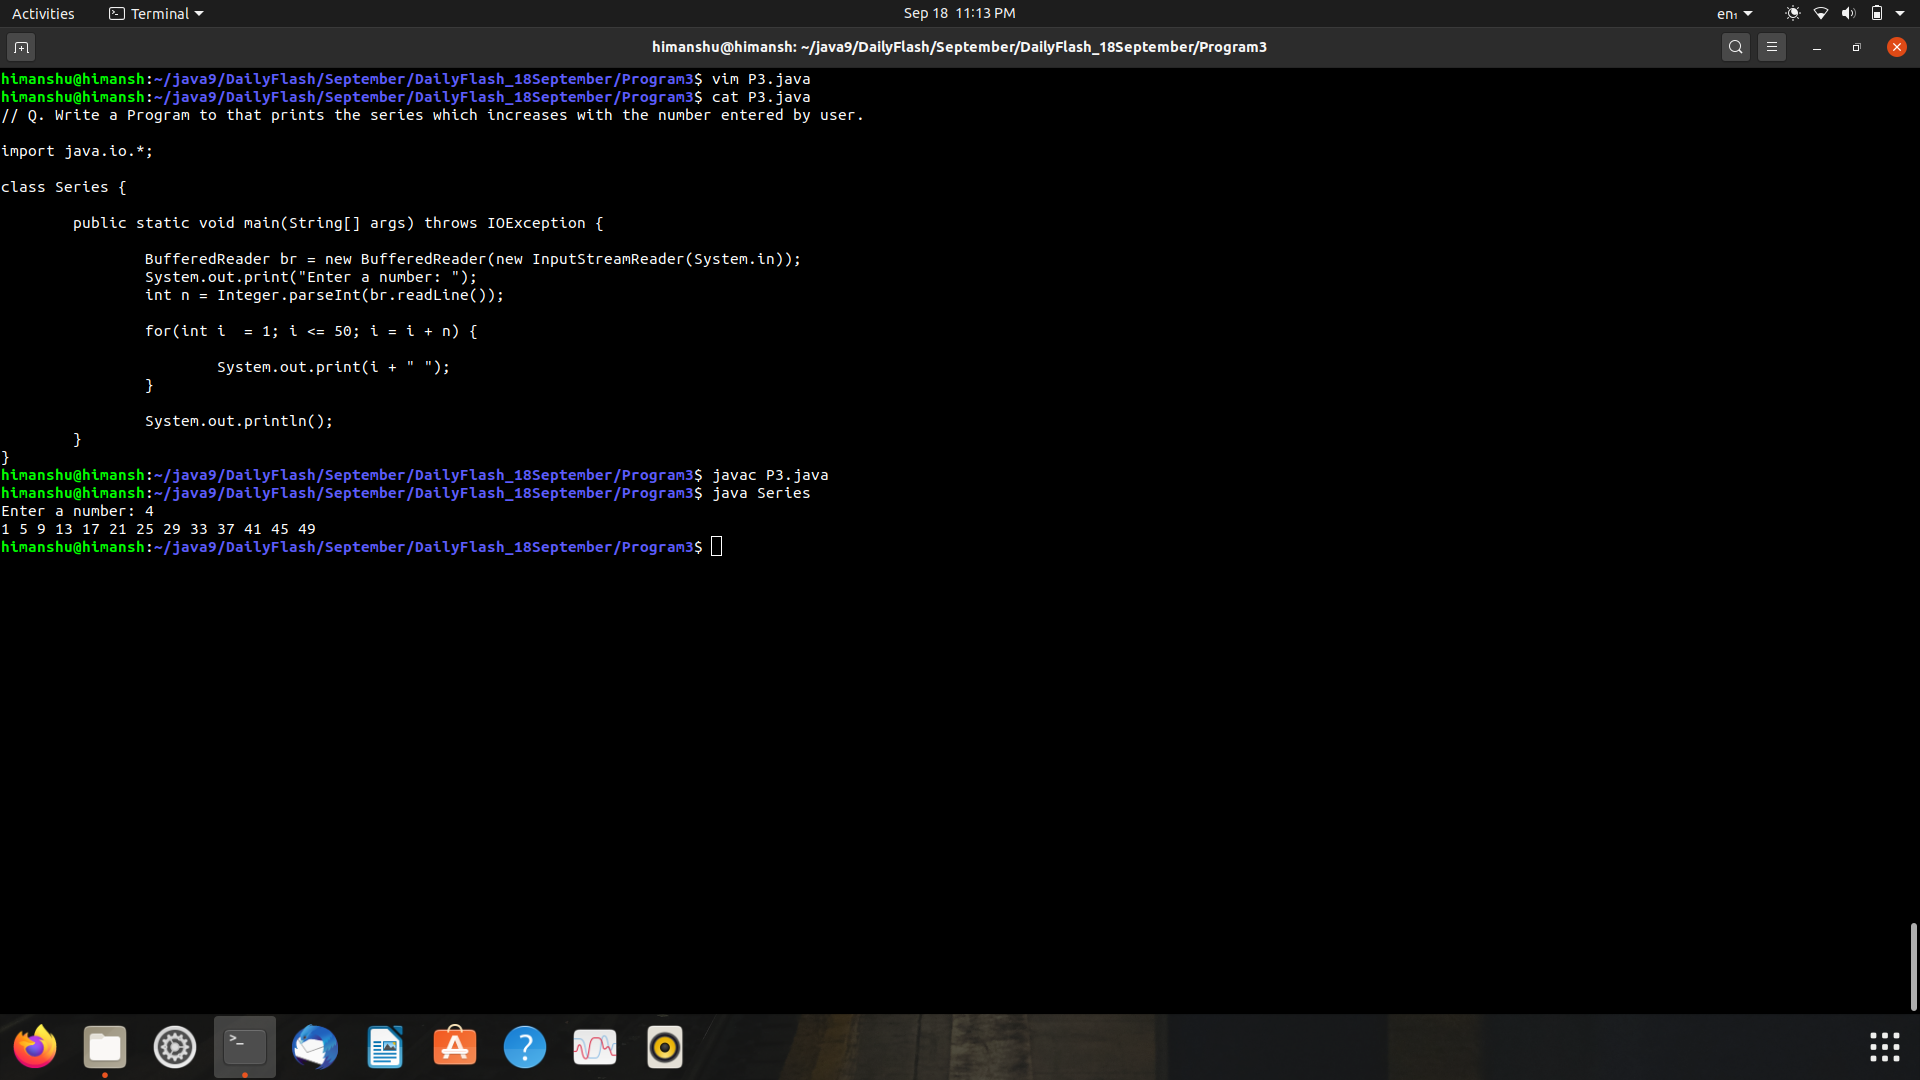 Activities Terminal Sep 18 11:13 PM en₁
himanshu@himansh: ~/java9/DailyFlash/September/DailyFlash_18September/Program3
himanshu@himansh:~/java9/DailyFlash/September/DailyFlash_18September/Program3$ vim P3.java
himanshu@himansh:~/java9/DailyFlash/September/DailyFlash_18September/Program3$ cat P3.java
// Q. Write a Program to that prints the series which increases with the number entered by user.

import java.io.*;

class Series {

        public static void main(String[] args) throws IOException {

                BufferedReader br = new BufferedReader(new InputStreamReader(System.in));
                System.out.print("Enter a number: ");
                int n = Integer.parseInt(br.readLine());

                for(int i  = 1; i <= 50; i = i + n) {

                        System.out.print(i + " ");
                }

                System.out.println();
        }
}
himanshu@himansh:~/java9/DailyFlash/September/DailyFlash_18September/Program3$ javac P3.java
himanshu@himansh:~/java9/DailyFlash/September/DailyFlash_18September/Program3$ java Series
Enter a number: 4
1 5 9 13 17 21 25 29 33 37 41 45 49
himanshu@himansh:~/java9/DailyFlash/September/DailyFlash_18September/Program3$